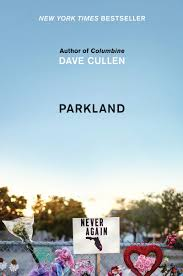 NEW YORK TIMES BESTSELLER
Author of Columbine
DAVE CULLEN
PARKLAND
NEVER
AGAIN